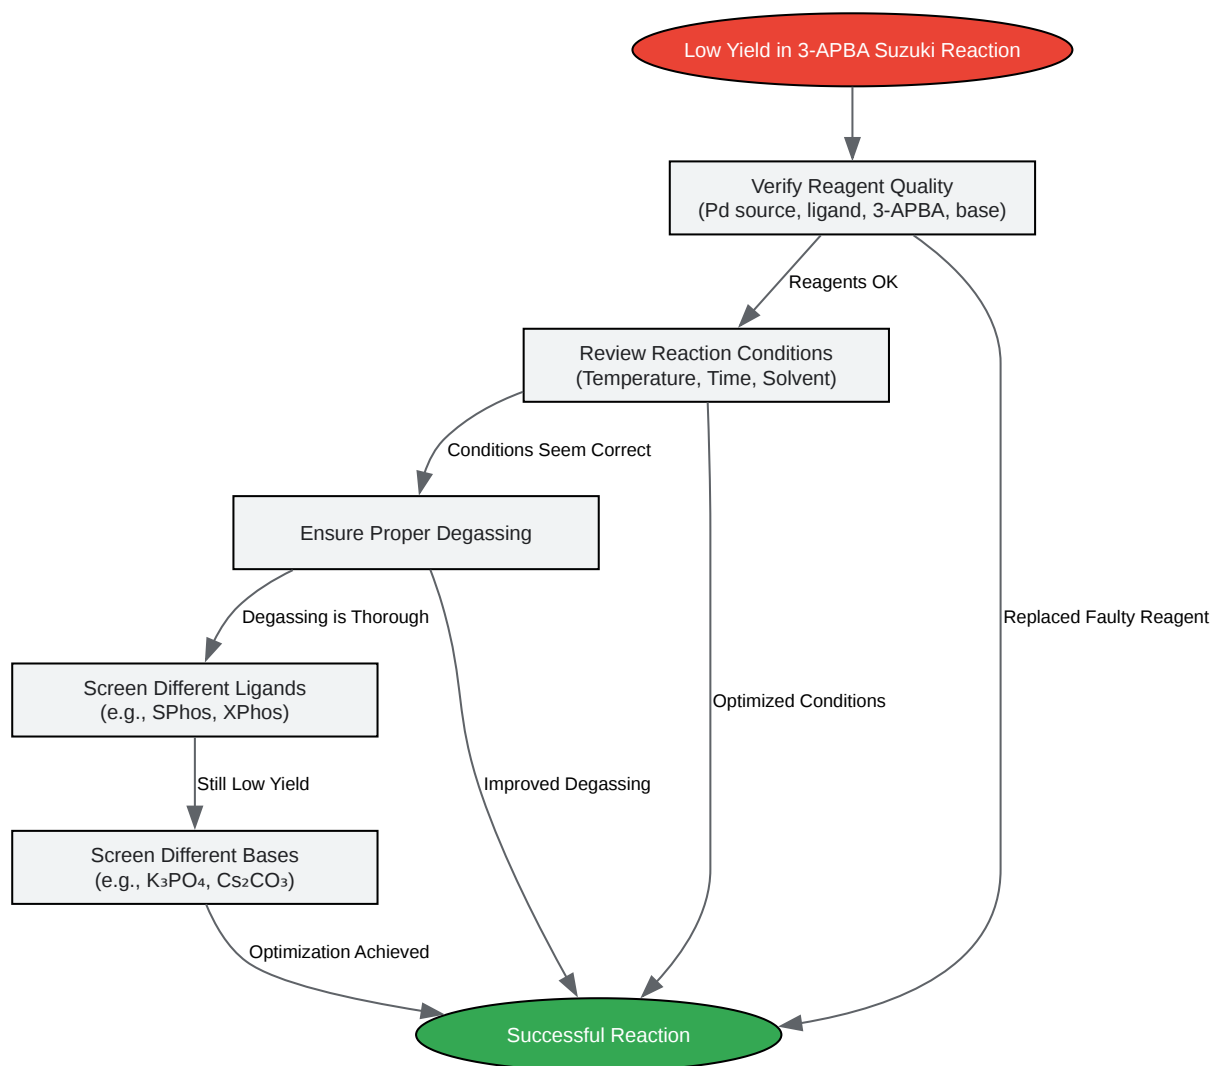 Low Yield in 3-APBA Suzuki Reaction
Verify Reagent Quality
(Pd source, ligand, 3-APBA, base)
Reagents OK
Review Reaction Conditions
(Temperature, Time, Solvent)
Conditions Seem Correct
Ensure Proper Degassing
Degassing is Thorough
Replaced Faulty Reagent
Screen Different Ligands
(e.g., SPhos, XPhos)
Optimized Conditions
Still Low Yield
Improved Degassing
Screen Different Bases
(e.g., K₃PO₄, Cs₂CO₃)
Optimization Achieved
Successful Reaction